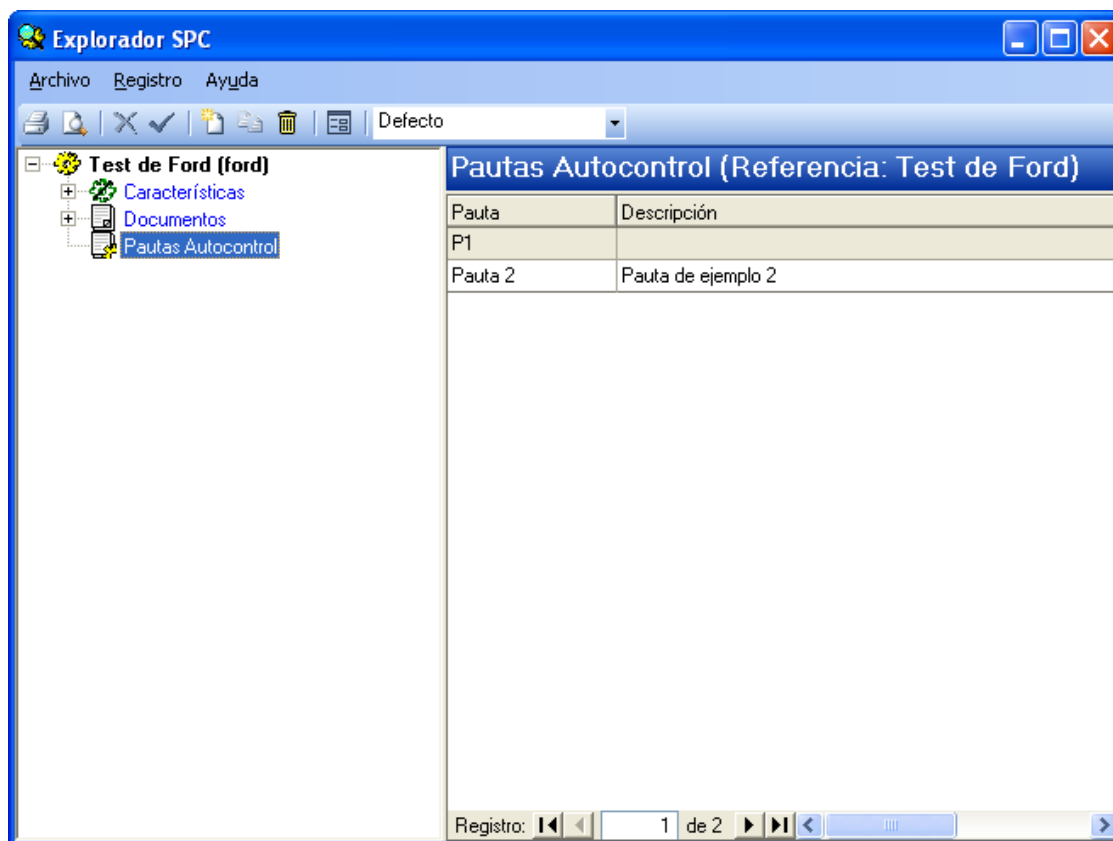 Explorador SPC
Archivo Registro Ayuda
Defecto
Test de Ford (ford)
Características
Documentos
Pautas Autocontrol
Pautas Autocontrol (Referencia: Test de Ford)
Pauta Descripción
P1
Pauta 2 Pauta de ejemplo 2
Registro: 1 de 2